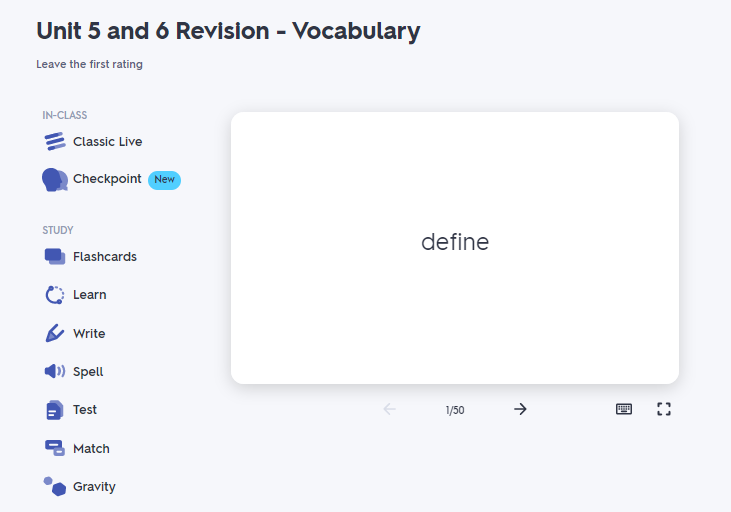 Unit 5 and 6 Revision - Vocabulary
Leave the first rating
IN-CLASS
Classic Live
Checkpoint New
STUDY
Flashcards
Learn
Write
Spell
Test
Match
Gravity
define
1/50